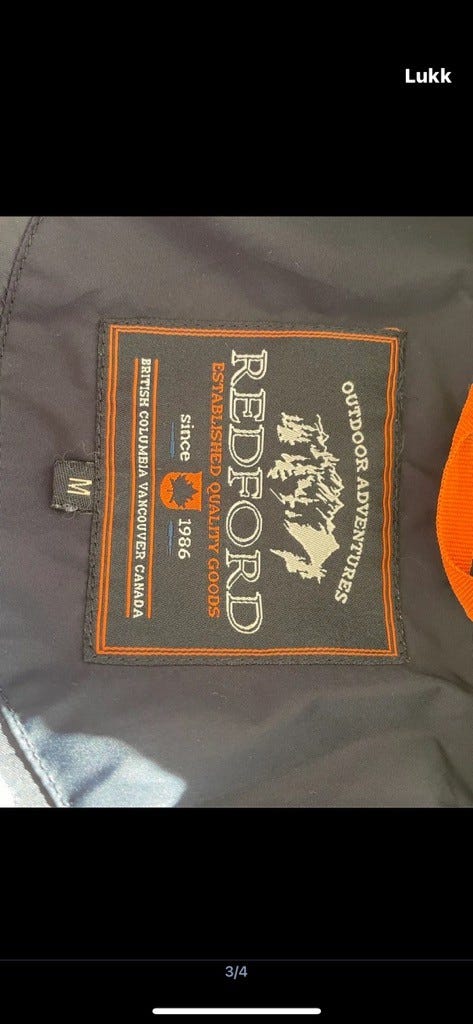 Lukk
OUTDOOR ADVENTURES
REDFORD
ESTABLISHED QUALITY GOODS
since 1986
BRITISH COLUMBIA VANCOUVER CANADA
M
3/4